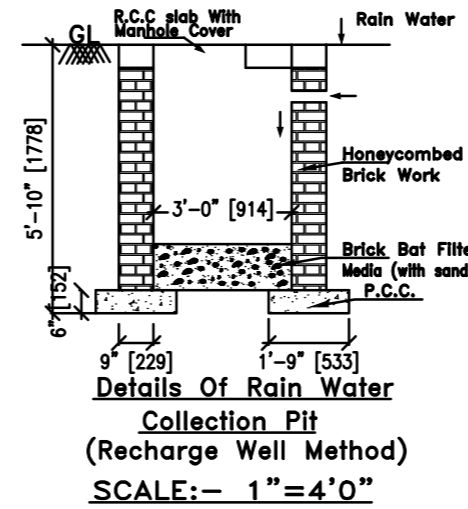 R.C.C slab With
Manhole Cover
Rain Water
GL
5'-10" [1778]
Honeycombed
Brick Work
3'-0" [914]
Brick Bat Filte
Media (with sand
P.C.C.
6" [152]
9" [229]
1'-9" [533]
Details Of Rain Water
Collection Pit
(Recharge Well Method)
SCALE:- 1"=4'0"